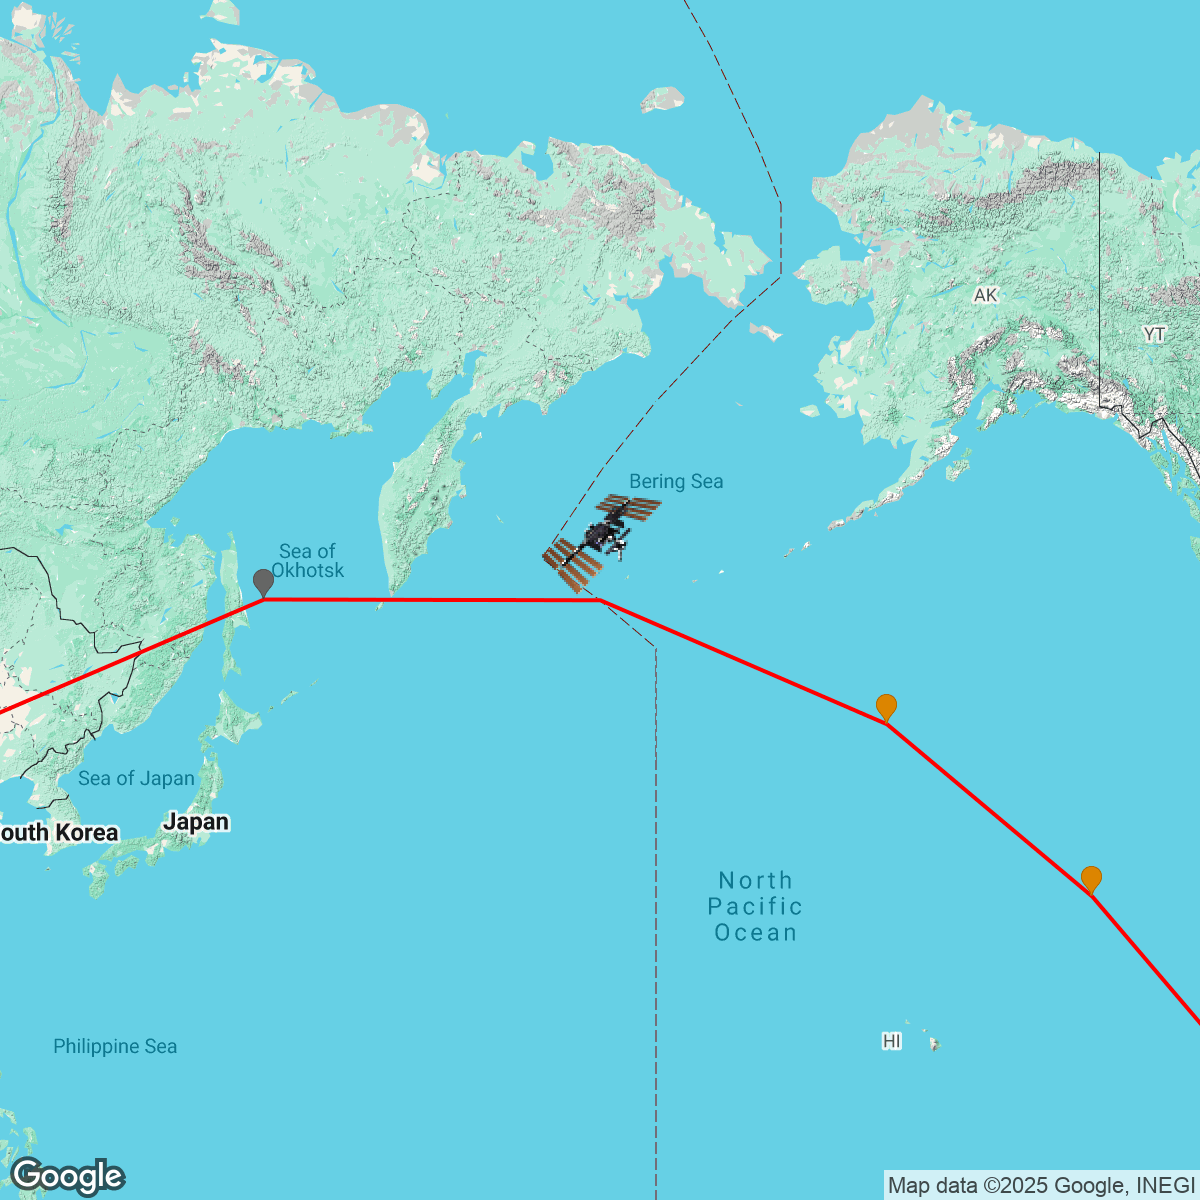 AK
YT
Bering Sea
Sea of
Okhotsk
Sea of Japan
Japan
outh Korea
North
Pacific
Ocean
Philippine Sea
HI
Google
Map data ©2025 Google, INEGI